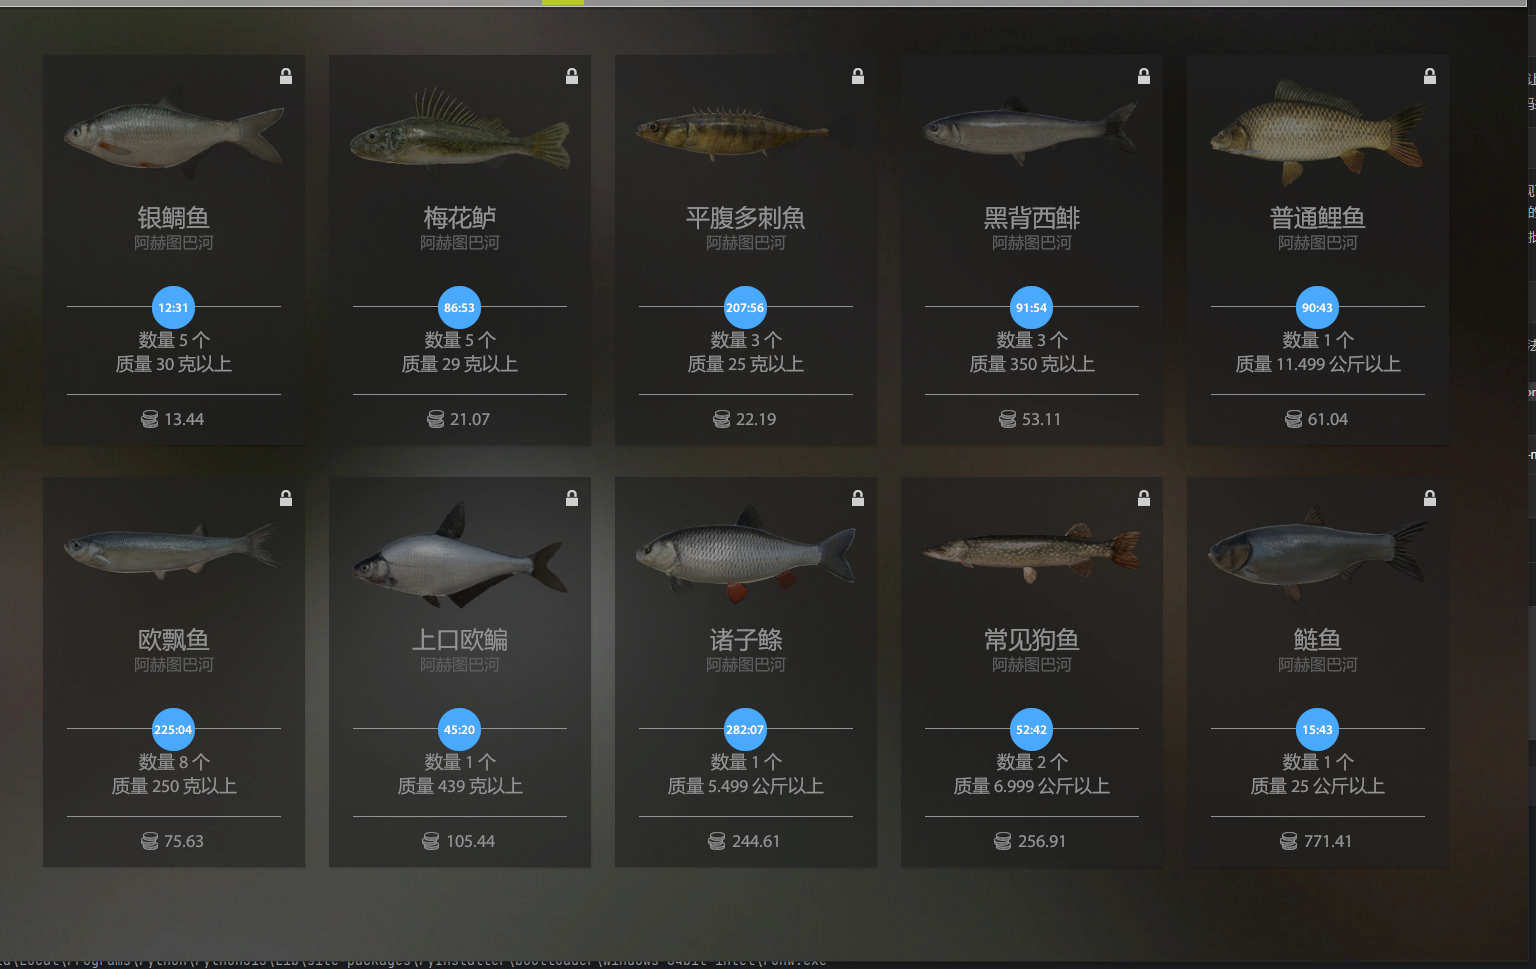 银鲷鱼
阿赫图巴河
12:31
数量 5 个
质量 30 克以上
13.44
梅花鲈
阿赫图巴河
86:53
数量 5 个
质量 29 克以上
21.07
平腹多刺魚
阿赫图巴河
207:56
数量 3 个
质量 25 克以上
22.19
黑背西鲱
阿赫图巴河
91:54
数量 3 个
质量 350 克以上
53.11
普通鲤鱼
阿赫图巴河
90:43
数量 1 个
质量 11.499 公斤以上
61.04
欧飘鱼
阿赫图巴河
225:04
数量 8 个
质量 250 克以上
75.63
上口欧鳊
阿赫图巴河
45:20
数量 1 个
质量 439 克以上
105.44
诸子鲦
阿赫图巴河
282:07
数量 1 个
质量 5.499 公斤以上
244.61
常见狗鱼
阿赫图巴河
52:42
数量 2 个
质量 6.999 公斤以上
256.91
鲢鱼
阿赫图巴河
15:43
数量 1 个
质量 25 公斤以上
771.41